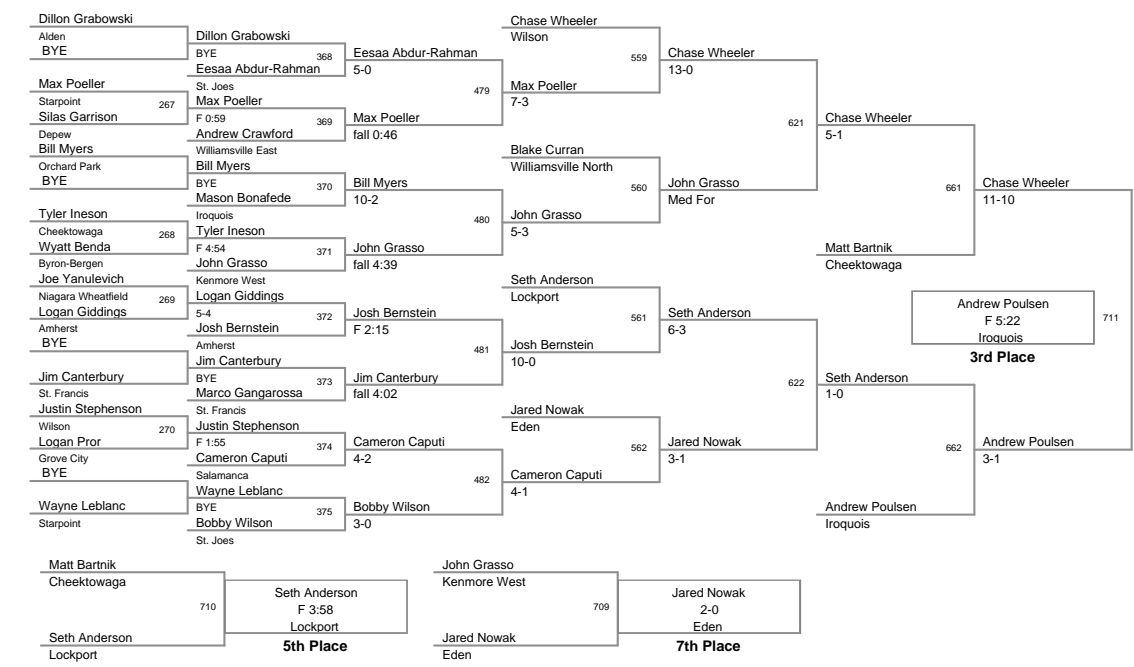 Dillon Grabowski
Alden
BYE
Max Poeller
Starpoint
267
Silas Garrison
Depew
Bill Myers
Orchard Park
BYE
Tyler Ineson
Cheektowaga
268
Wyatt Benda
Byron-Bergen
Joe Yanulevich
Niagara Wheatfield
269
Logan Giddings
Amherst
BYE
Jim Canterbury
St. Francis
Justin Stephenson
Wilson
270
Logan Pror
Grove City
BYE
Wayne Leblanc
Starpoint
Dillon Grabowski
BYE
368
Eesaa Abdur-Rahman
St. Joes
Max Poeller
F 0:59
369
Andrew Crawford
Williamsville East
Bill Myers
BYE
370
Mason Bonafede
Iroquois
Tyler Ineson
F 4:54
371
John Grasso
Kenmore West
Logan Giddings
5-4
372
Josh Bernstein
Amherst
Jim Canterbury
BYE
373
Marco Gangarossa
St. Francis
Justin Stephenson
F 1:55
374
Cameron Caputi
Salamanca
Wayne Leblanc
BYE
375
Bobby Wilson
St. Joes
Eesaa Abdur-Rahman
5-0
479
Max Poeller
fall 0:46
Bill Myers
10-2
480
John Grasso
fall 4:39
Josh Bernstein
F 2:15
481
Jim Canterbury
fall 4:02
Cameron Caputi
4-2
482
Bobby Wilson
3-0
Chase Wheeler
Wilson
559
Max Poeller
7-3
Blake Curran
Williamsville North
560
John Grasso
5-3
Seth Anderson
Lockport
561
Josh Bernstein
10-0
Jared Nowak
Eden
562
Cameron Caputi
4-1
Chase Wheeler
13-0
621
John Grasso
Med For
Seth Anderson
6-3
622
Jared Nowak
3-1
Chase Wheeler
5-1
661
Matt Bartnik
Cheektowaga
Seth Anderson
1-0
662
Andrew Poulsen
Iroquois
Chase Wheeler
11-10
Andrew Poulsen
F 5:22
711
Iroquois
3rd Place
Andrew Poulsen
3-1
Matt Bartnik
Cheektowaga
710
Seth Anderson
Lockport
Seth Anderson
F 3:58
Lockport
5th Place
John Grasso
Kenmore West
709
Jared Nowak
Eden
Jared Nowak
2-0
Eden
7th Place